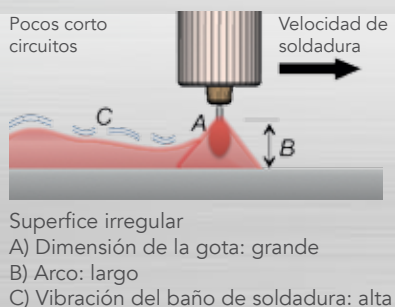 Pocos corto
circuitos
Velocidad de
soldadura
C
A
B
Superfice irregular
A) Dimensión de la gota: grande
B) Arco: largo
C) Vibración del baño de soldadura: alta